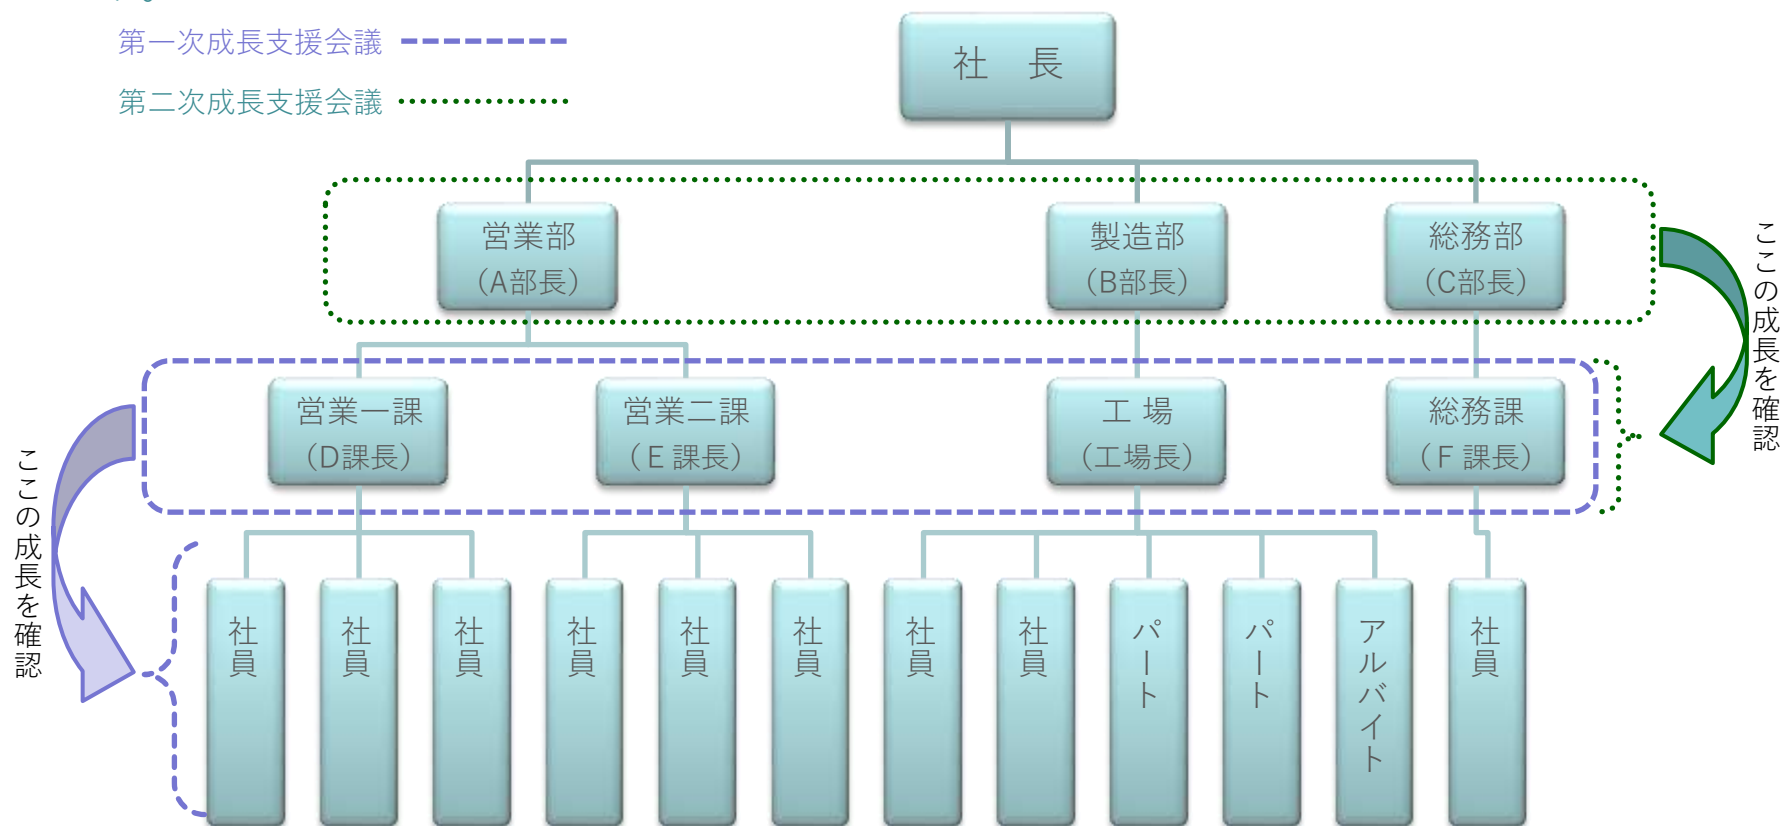 第一次成長支援会議
第二次成長支援会議
社　長
営業部
（A部長）
製造部
（B部長）
総務部
（C部長）
ここの成長を確認
営業一課
（D課長）
営業二課
（E 課長）
工 場
（工場長）
総務課
（F 課長）
ここの成長を確認
社員
社員
社員
社員
社員
社員
社員
社員
パート
パート
アルバイト
社員